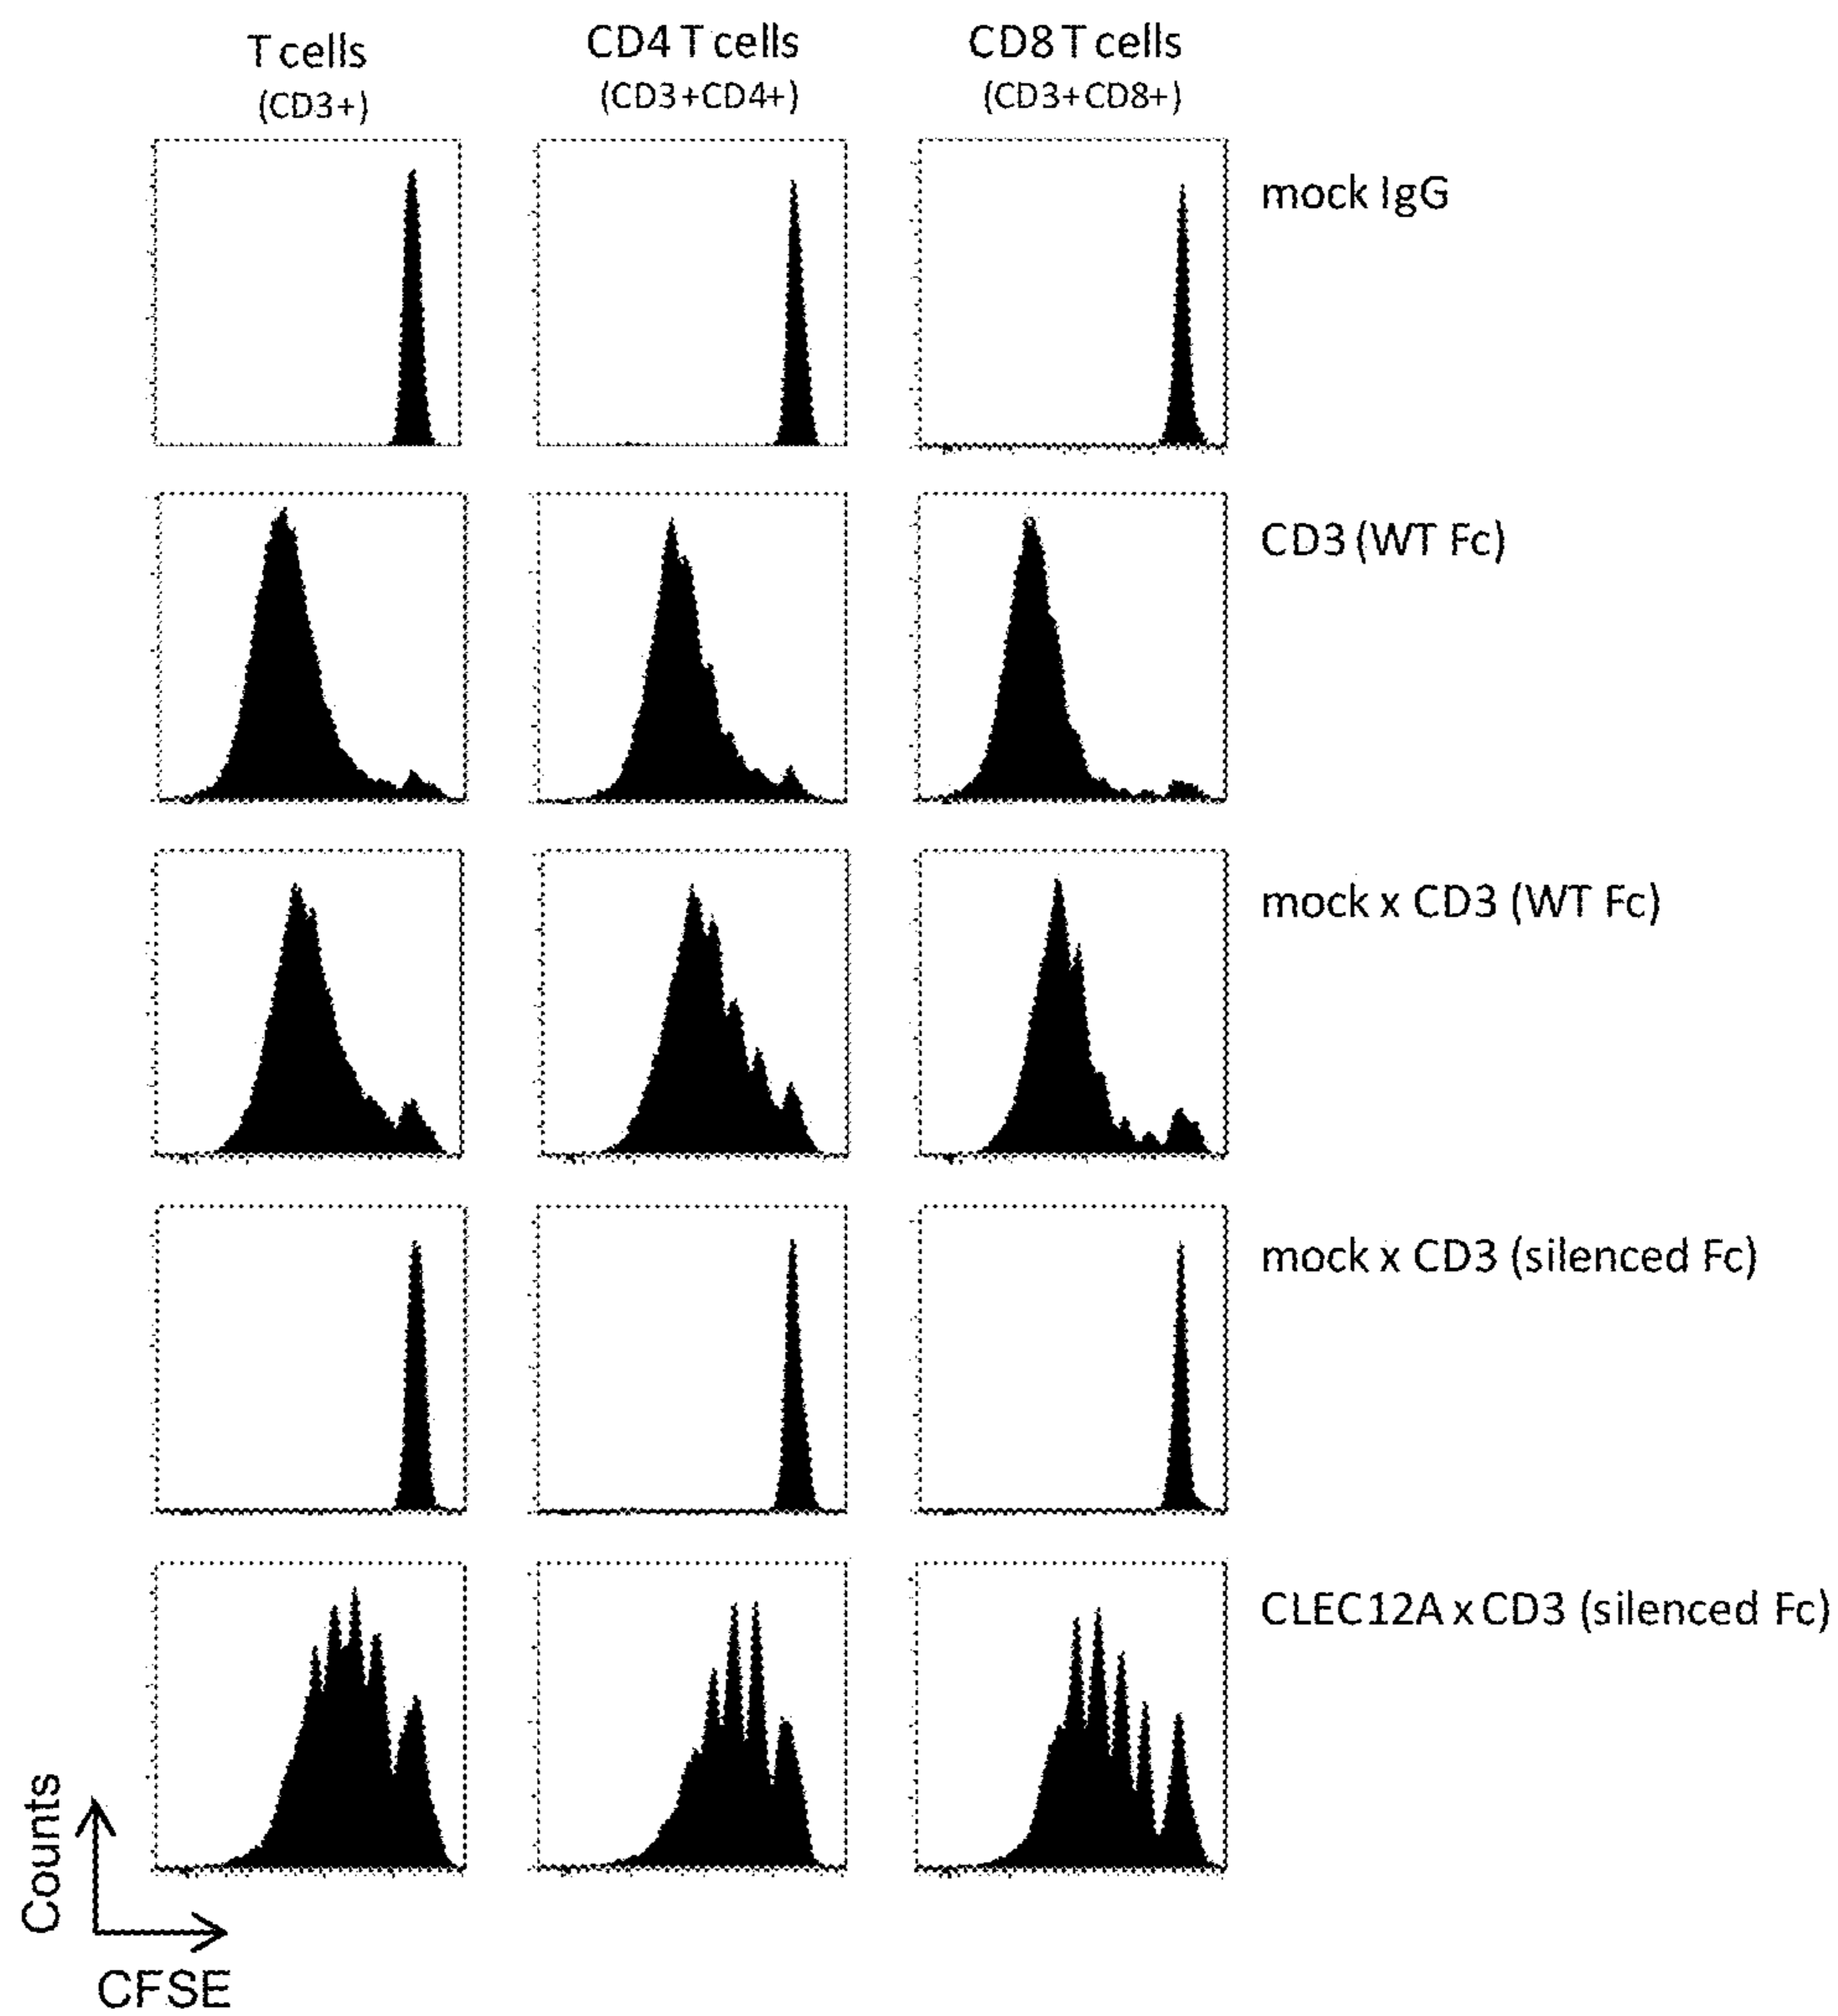 T cells
(CD3+)
CD4 T cells
(CD3+CD4+)
CD8 T cells
(CD3+CD8+)
mock IgG
CD3 (WT Fc)
mock x CD3 (WT Fc)
mock x CD3 (silenced Fc)
CLEC12A x CD3 (silenced Fc)
Counts
CFSE